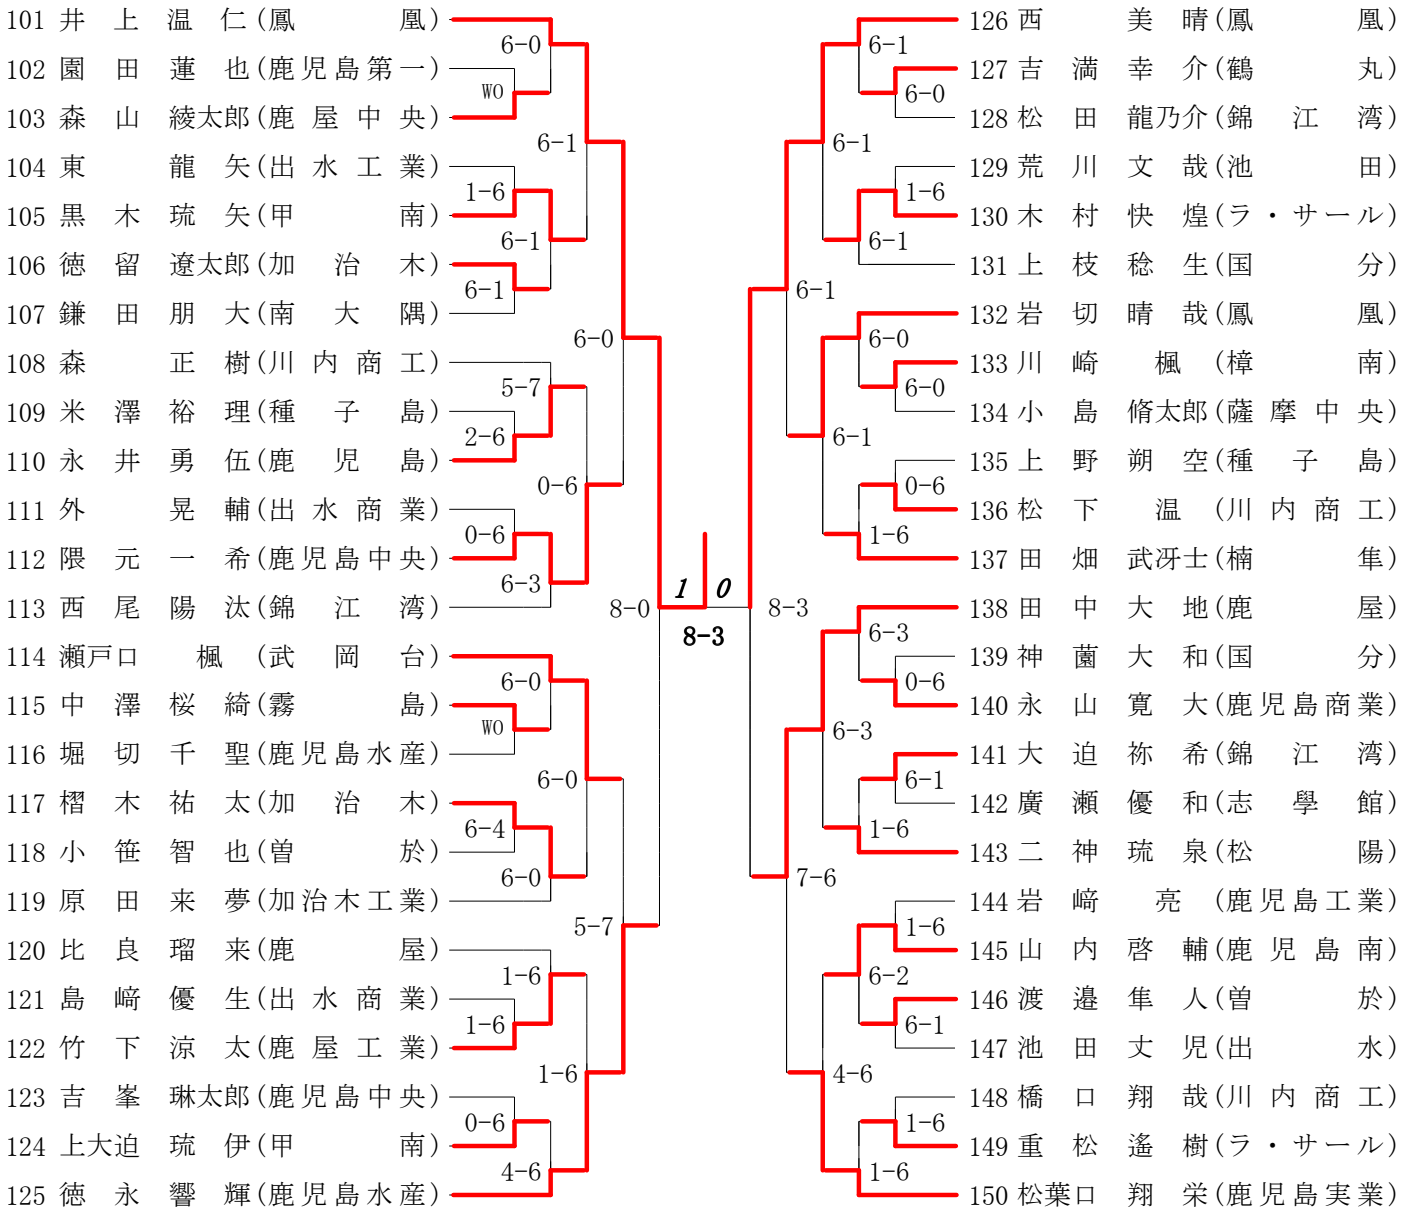 101 井上温仁(鳳凰)
6-0
102 園田蓮也(鹿児島第一)
WO
103 森山綾太郎(鹿屋中央)
6-1
104 東龍矢(出水工業)
1-6
105 黒木琉矢(甲南)
6-1
106 徳留遼太郎(加治木)
6-1
107 鎌田朋大(南大隅)
6-0
108 森正樹(川内商工)
5-7
109 米澤裕理(種子島)
2-6
110 永井勇伍(鹿児島)
0-6
111 外晃輔(出水商業)
0-6
112 隈元一希(鹿児島中央)
6-3
113 西尾陽汰(錦江湾)
8-0
114 瀬戸口楓(武岡台)
6-0
115 中澤桜綺(霧島)
WO
116 堀切千聖(鹿児島水産)
6-0
117 櫂木祐太(加治木)
6-4
118 小笹智也(曽於)
6-0
119 原田来夢(加治木工業)
5-7
120 比良瑠来(鹿屋)
1-6
121 島﨑優生(出水商業)
1-6
122 竹下涼太(鹿屋工業)
1-6
123 吉峯琳太郎(鹿児島中央)
0-6
124 上大迫琉伊(甲南)
4-6
125 徳永響輝(鹿児島水産)
1 0
8-3
126 西美晴(鳳凰)
6-1
127 吉満幸介(鶴丸)
6-0
128 松田龍乃介(錦江湾)
6-1
129 荒川文哉(池田)
1-6
130 木村快煌(ラ・サール)
6-1
131 上枝稔生(国分)
6-1
132 岩切晴哉(鳳凰)
6-0
133 川崎楓(樟南)
6-0
134 小島脩太郎(薩摩中央)
6-1
135 上野朔空(種子島)
0-6
136 松下温(川内商工)
1-6
137 田畑武冴士(楠隼)
8-3
138 田中大地(鹿屋)
6-3
139 神薗大和(国分)
0-6
140 永山寛大(鹿児島商業)
6-3
141 大迫祢希(錦江湾)
6-1
142 廣瀬優和(志學館)
1-6
143 二神琉泉(松陽)
7-6
144 岩﨑亮(鹿児島工業)
1-6
145 山内啓輔(鹿児島南)
6-2
146 渡邉隼人(曽於)
6-1
147 池田丈児(出水)
4-6
148 橋口翔哉(川内商工)
1-6
149 重松遙樹(ラ・サール)
1-6
150 松葉口翔栄(鹿児島実業)